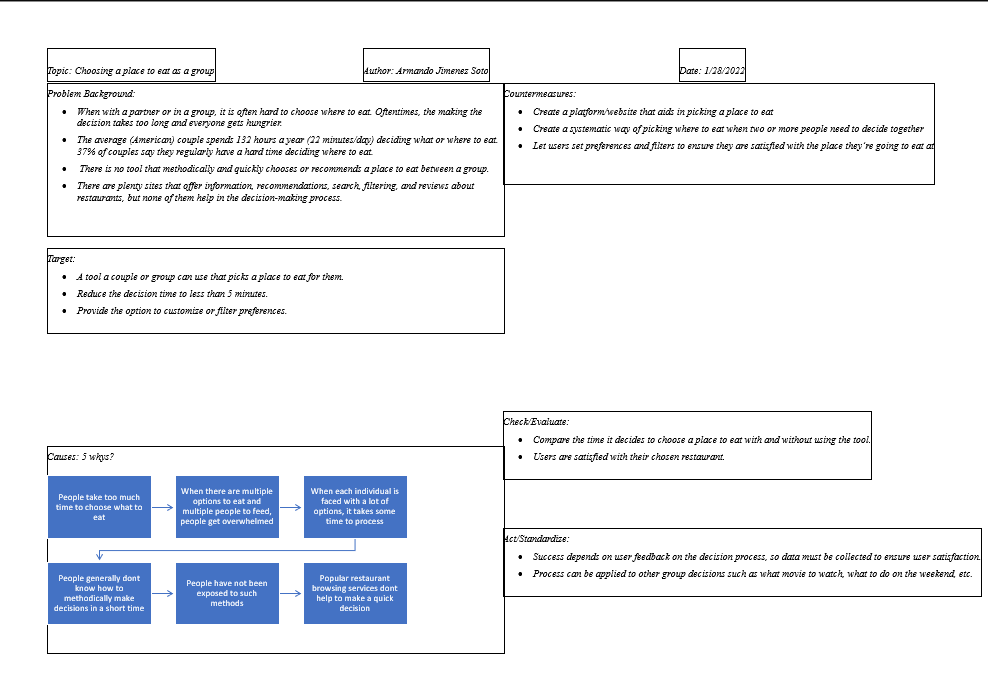 Topic: Choosing a place to eat as a group
Author: Armando Jimenez Soto
Date: 1/28/2022
Problem Background:
• When with a partner or in a group, it is often hard to choose where to eat. Oftentimes, the making the
decision takes too long and everyone gets hungrier.
• The average (American) couple spends 132 hours a year (22 minutes/day) deciding what or where to eat.
37% of couples say they regularly have a hard time deciding where to eat.
• There is no tool that methodically and quickly chooses or recommends a place to eat between a group.
• There are plenty sites that offer information, recommendations, search, filtering, and reviews about
restaurants, but none of them help in the decision-making process.
Target:
• A tool a couple or group can use that picks a place to eat for them.
• Reduce the decision time to less than 5 minutes.
• Provide the option to customize or filter preferences.
Causes: 5 whys?
People take too much
time to choose what to
eat
When there are multiple
options to eat and
multiple people to feed,
people get overwhelmed
When each individual is
faced with a lot of
options, it takes some
time to process
People generally dont
know how to
methodically make
decisions in a short time
People have not been
exposed to such
methods
Popular restaurant
browsing services dont
help to make a quick
decision
Countermeasures:
• Create a platform/website that aids in picking a place to eat
• Create a systematic way of picking where to eat when two or more people need to decide together
• Let users set preferences and filters to ensure they are satisfied with the place they're going to eat at
Check/Evaluate:
• Compare the time it decides to choose a place to eat with and without using the tool.
• Users are satisfied with their chosen restaurant.
Act/Standardize:
• Success depends on user feedback on the decision process, so data must be collected to ensure user satisfaction.
• Process can be applied to other group decisions such as what movie to watch, what to do on the weekend, etc.